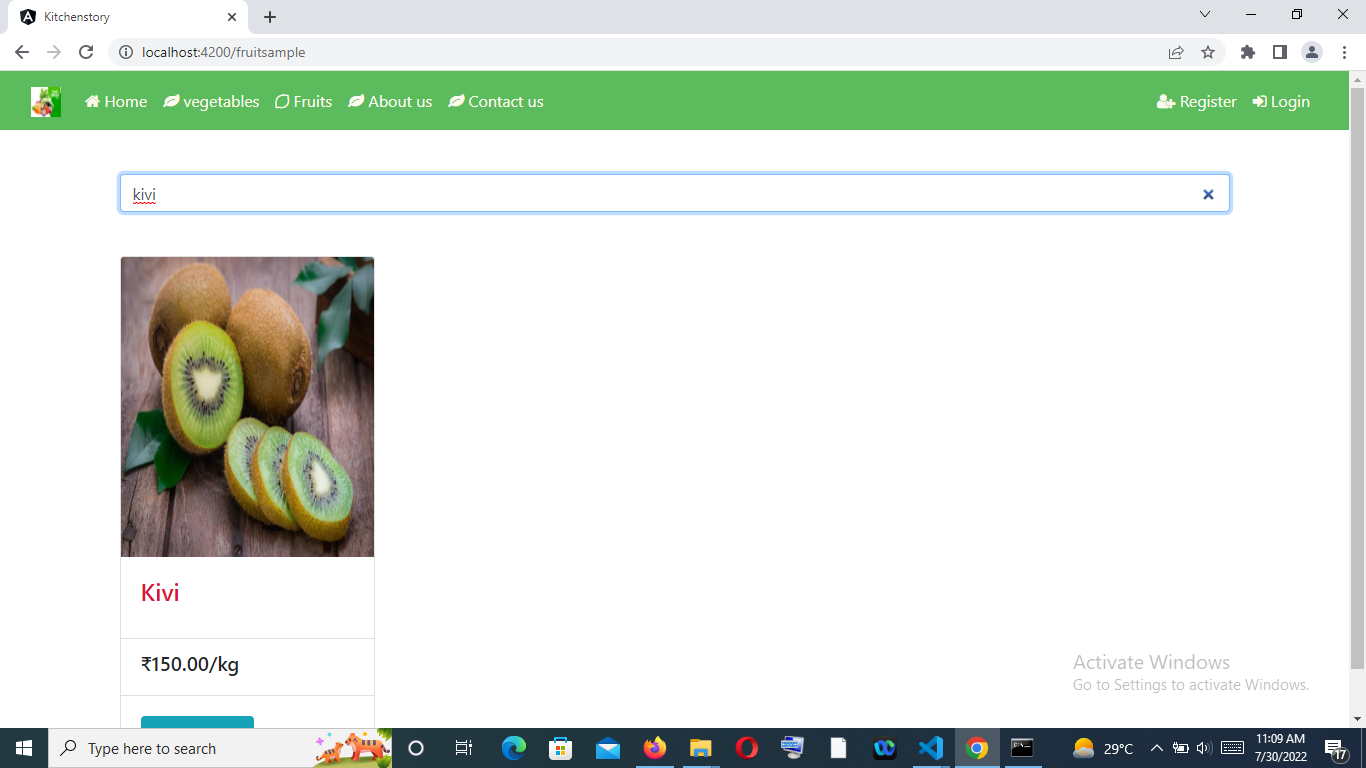 Kitchenstory
localhost:4200/fruitsample
Home vegetables Fruits About us Contact us Register Login
kivi
Kivi
₹150.00/kg
Activate Windows
Go to Settings to activate Windows.
Type here to search
29°C
11:09 AM
7/30/2022
17